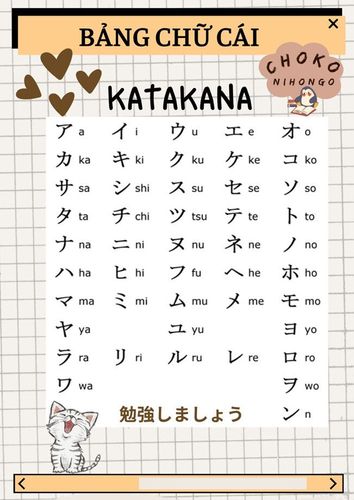 BẢNG CHỮ CÁI
CHOKO
NIHONGO
KATAKANA
ア a イ i ウ u エ e オ o
カ ka キ ki ク ku ケ ke コ ko
サ sa シ shi ス su セ se ソ so
タ ta チ chi ツ tsu テ te ト to
ナ na ニ ni ヌ nu ネ ne ノ no
ハ ha ヒ hi フ fu ヘ he ホ ho
マ ma ミ mi ム mu メ me モ mo
ヤ ya ユ yu ヨ yo
ラ ra リ ri ル ru レ re ロ ro
ワ wa ヲ wo
勉強しましょう ン n